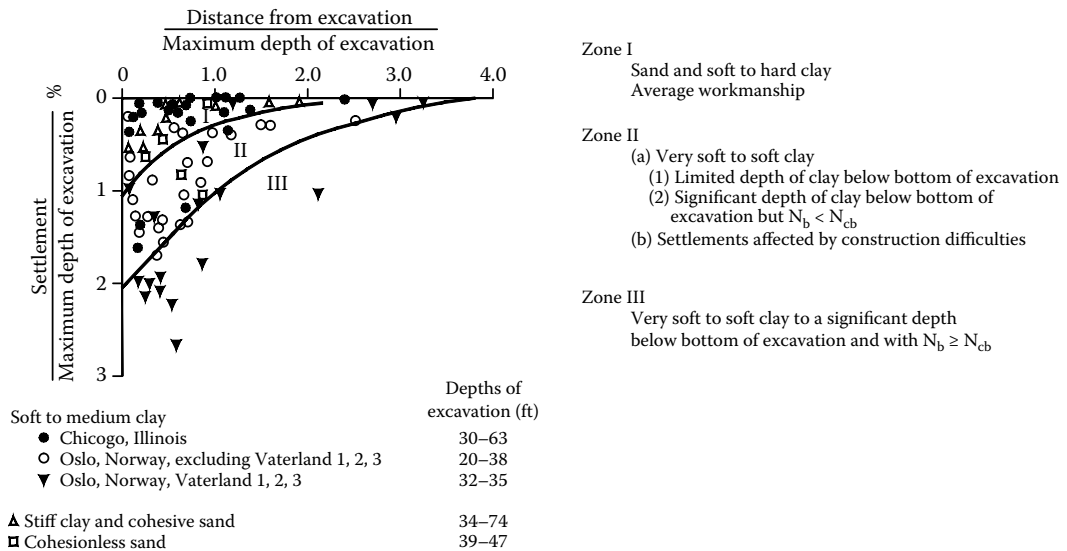 Distance from excavation
Maximum depth of excavation
0 1.0 2.0 3.0 4.0
%
0
1
2
3
Settlement
Maximum depth of excavation
I
II
III
Zone I
Sand and soft to hard clay
Average workmanship
Zone II
(a) Very soft to soft clay
(1) Limited depth of clay below bottom of excavation
(2) Significant depth of clay below bottom of
excavation but N_b < N_cb
(b) Settlements affected by construction difficulties
Zone III
Very soft to soft clay to a significant depth
below bottom of excavation and with N_b ≥ N_cb
Depths of
excavation (ft)
Soft to medium clay
Chicogo, Illinois 30–63
Oslo, Norway, excluding Vaterland 1, 2, 3 20–38
Oslo, Norway, Vaterland 1, 2, 3 32–35
Stiff clay and cohesive sand 34–74
Cohesionless sand 39–47